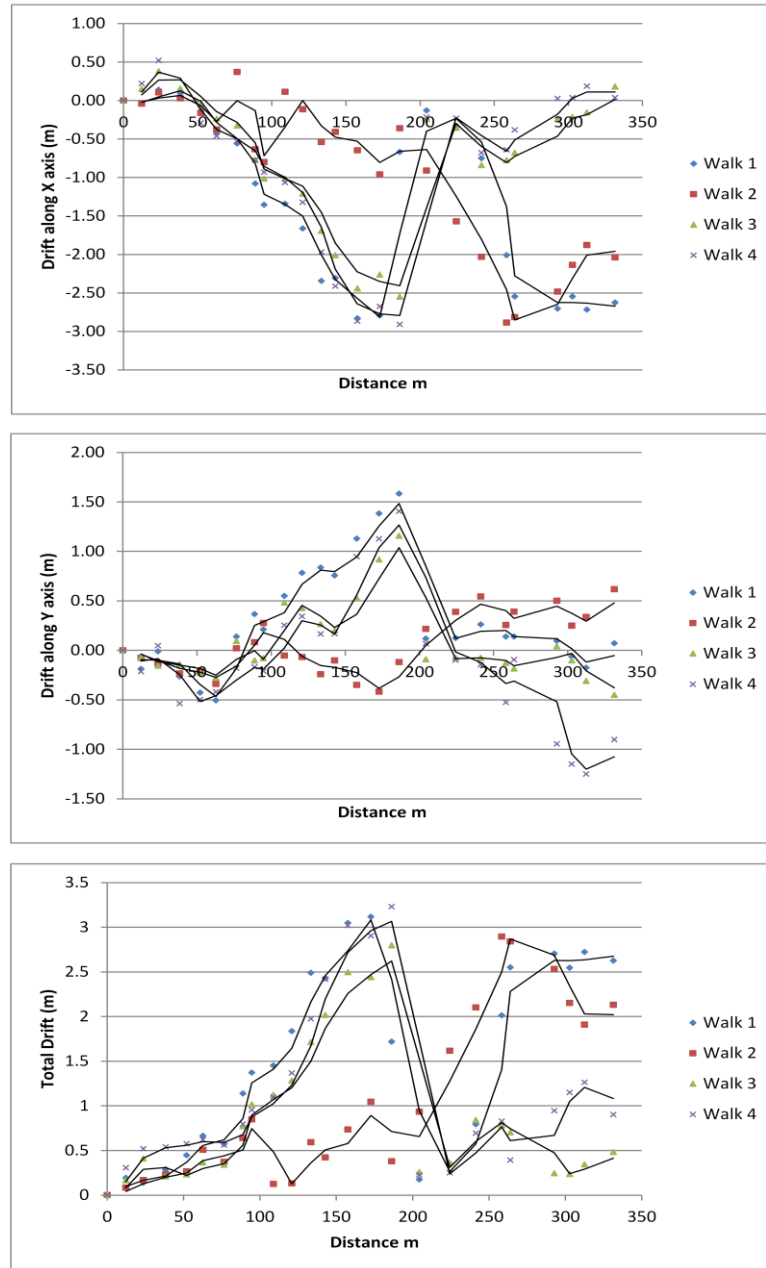 1.00
0.50
0.00
-0.50
-1.00
-1.50
-2.00
-2.50
-3.00
-3.50
0 50 100 150 200 250 300 350
Drift along X axis (m)
Distance m
Walk 1
Walk 2
Walk 3
Walk 4
2.00
1.50
1.00
0.50
0.00
-0.50
-1.00
-1.50
0 50 100 150 200 250 300 350
Drift along Y axis (m)
Distance m
Walk 1
Walk 2
Walk 3
Walk 4
3.5
3
2.5
2
1.5
1
0.5
0
0 50 100 150 200 250 300 350
Total Drift (m)
Distance m
Walk 1
Walk 2
Walk 3
Walk 4